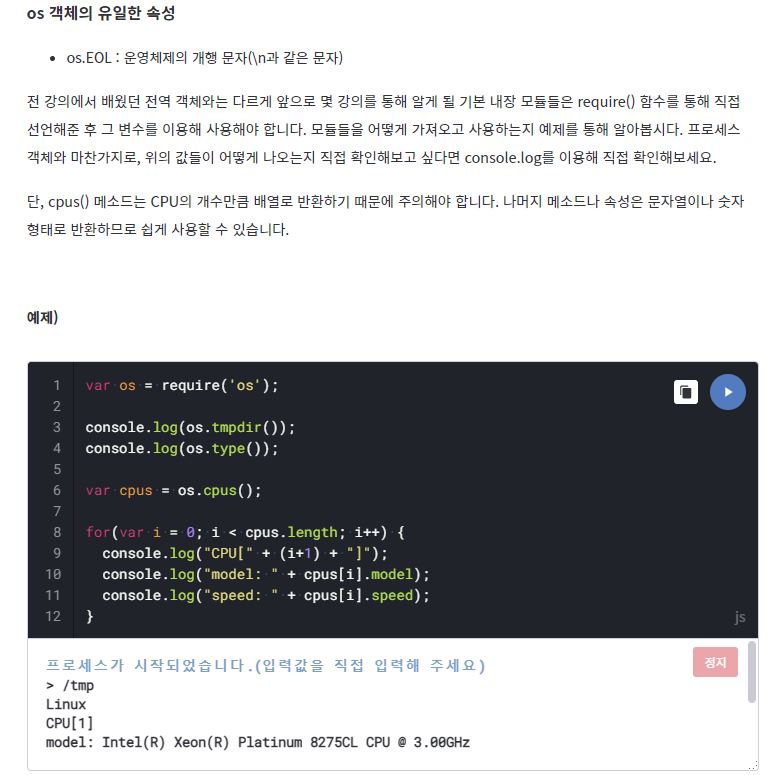 os 객체의 유일한 속성
• os.EOL : 운영체제의 개행 문자(\n과 같은 문자)
전 강의에서 배웠던 전역 객체와는 다르게 앞으로 몇 강의를 통해 알게 될 기본 내장 모듈들은 require() 함수를 통해 직접
선언해준 후 그 변수를 이용해 사용해야 합니다. 모듈들을 어떻게 가져오고 사용하는지 예제를 통해 알아봅시다. 프로세스
객체와 마찬가지로, 위의 값들이 어떻게 나오는지 직접 확인해보고 싶다면 console.log를 이용해 직접 확인해보세요.
단, cpus() 메소드는 CPU의 개수만큼 배열로 반환하기 때문에 주의해야 합니다. 나머지 메소드나 속성은 문자열이나 숫자
형태로 반환하므로 쉽게 사용할 수 있습니다.
예제)
1 var os = require('os');
2
3 console.log(os.tmpdir());
4 console.log(os.type());
5
6 var cpus = os.cpus();
7
8 for(var i = 0; i < cpus.length; i++) {
9   console.log("CPU[" + (i+1) + "]");
10   console.log("model: " + cpus[i].model);
11   console.log("speed: " + cpus[i].speed);
12 }
js
프로세스가 시작되었습니다.(입력값을 직접 입력해 주세요)
정지
> /tmp
Linux
CPU[1]
model: Intel(R) Xeon(R) Platinum 8275CL CPU @ 3.00GHz